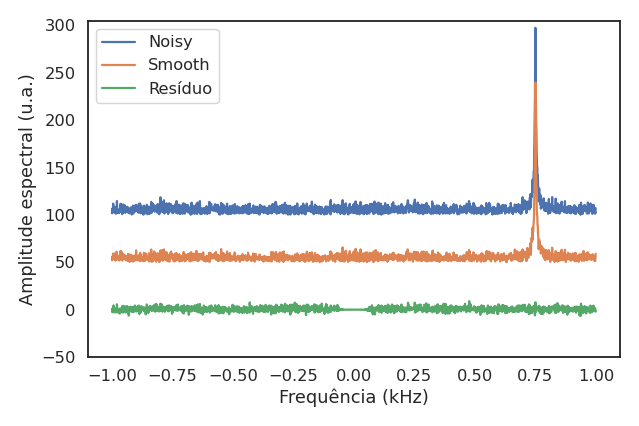 300
250
200
150
100
50
0
−50
Amplitude espectral (u.a.)
Noisy
Smooth
Resíduo
−1.00 −0.75 −0.50 −0.25 0.00 0.25 0.50 0.75 1.00
Frequência (kHz)